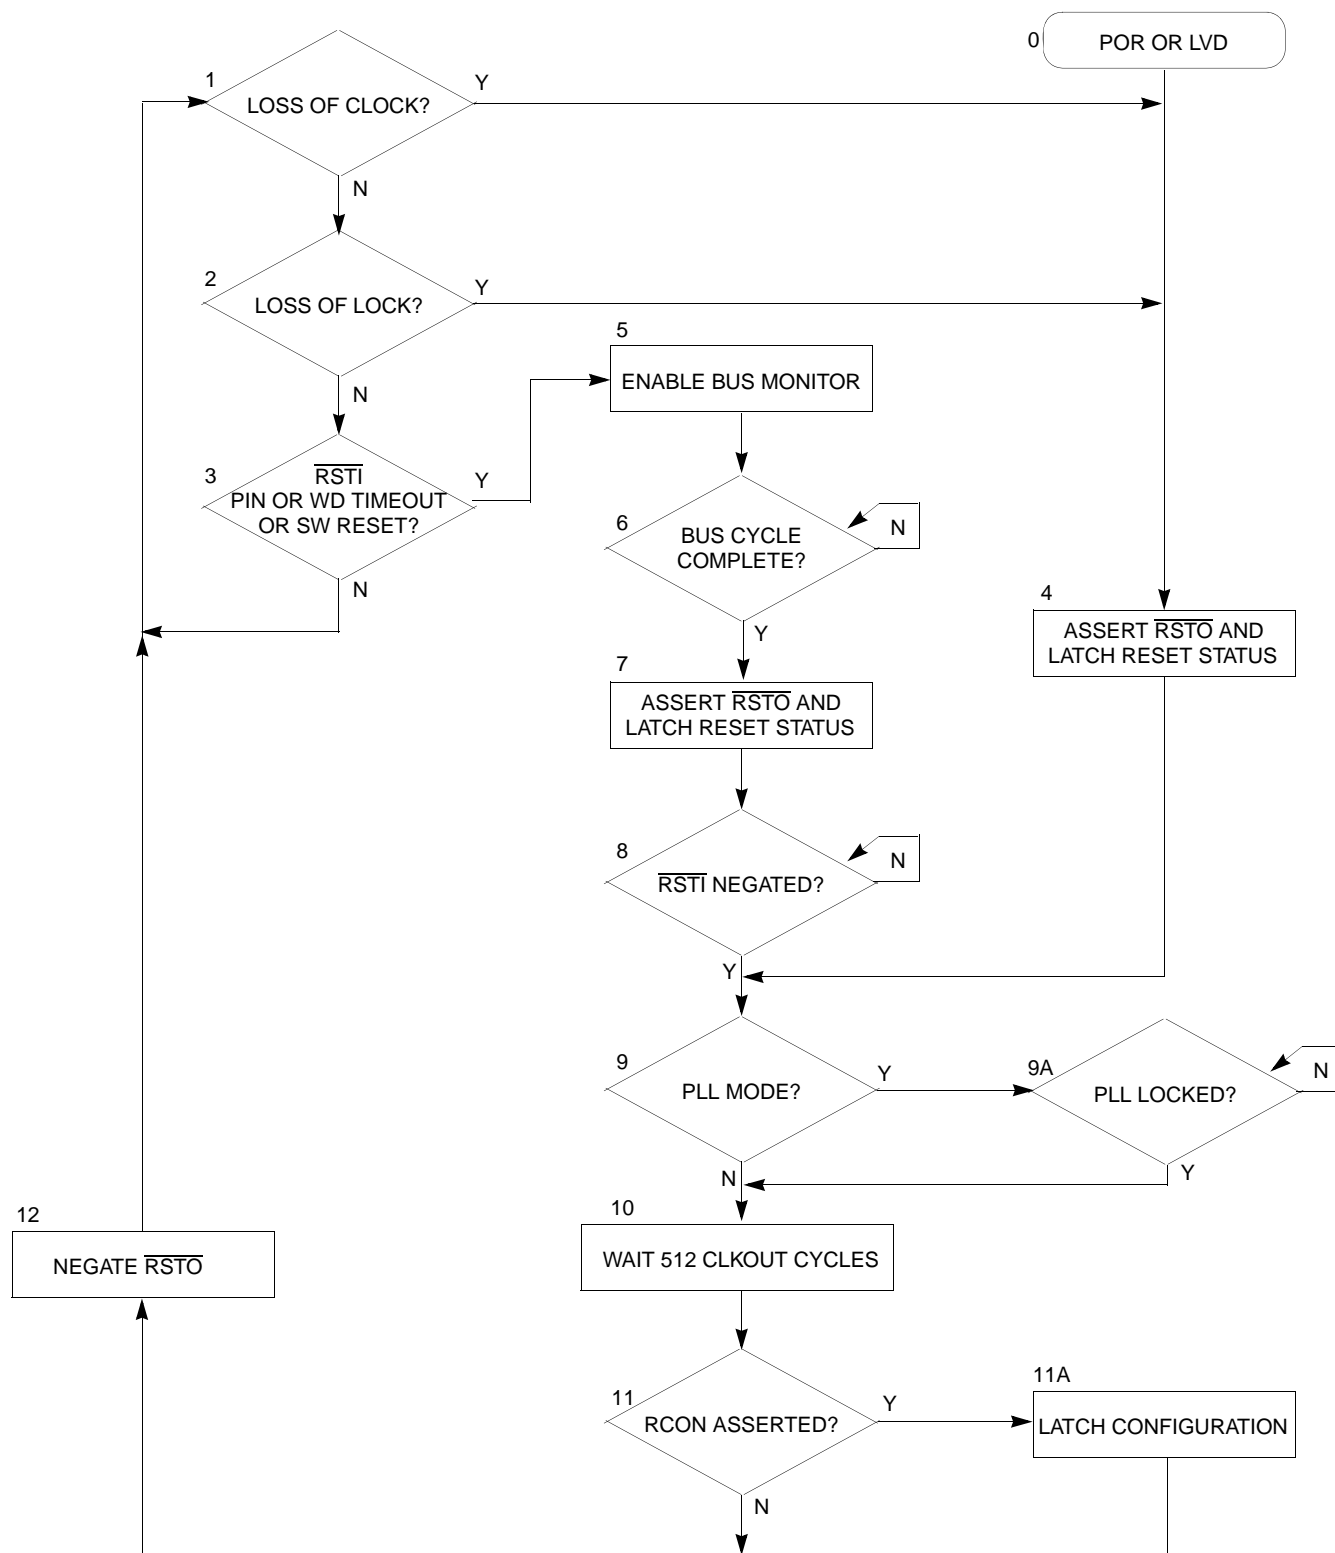 0
POR OR LVD
1
LOSS OF CLOCK?
Y
N
2
LOSS OF LOCK?
Y
N
3
RSTI
PIN OR WD TIMEOUT
OR SW RESET?
Y
N
5
ENABLE BUS MONITOR
6
BUS CYCLE
COMPLETE?
N
Y
4
ASSERT RSTO AND
LATCH RESET STATUS
7
ASSERT RSTO AND
LATCH RESET STATUS
8
RSTI NEGATED?
N
Y
9
PLL MODE?
Y
N
9A
PLL LOCKED?
N
Y
10
WAIT 512 CLKOUT CYCLES
12
NEGATE RSTO
11
RCON ASSERTED?
Y
N
11A
LATCH CONFIGURATION